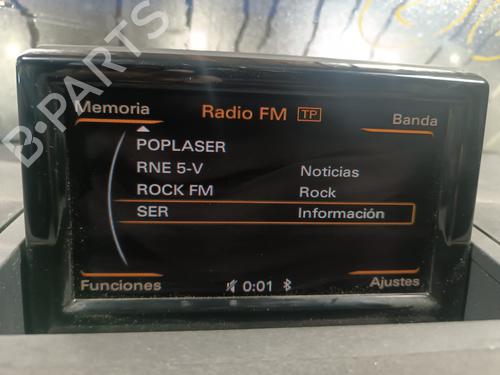 B-PARTS
Memoria Radio FM TP Banda
POPLASER
RNE 5-V Noticias
ROCK FM Rock
SER Información
Funciones 0:01 Ajustes